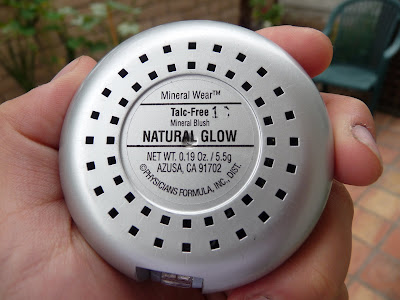 Mineral Wear™
Talc-Free
Mineral Blush
NATURAL GLOW
NET WT. 0.19 Oz. / 5.5g
AZUSA, CA 91702
©PHYSICIANS FORMULA, INC., DIST.